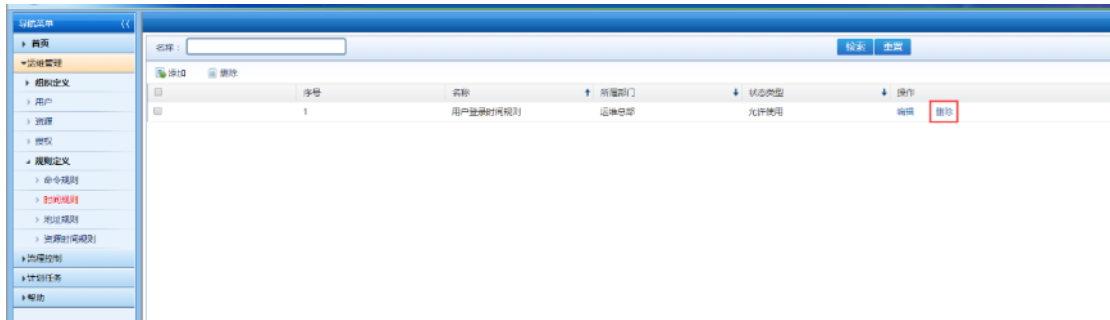 导航菜单
首页
运维管理
组织定义
用户
资源
授权
规则定义
命令规则
时间规则
地址规则
资源时间规则
流程控制
计划任务
帮助
名称：
检索 重置
添加 删除
序号 名称 所属部门 状态类型 操作
1 用户登录时间规则 运维总部 允许使用 编辑 删除